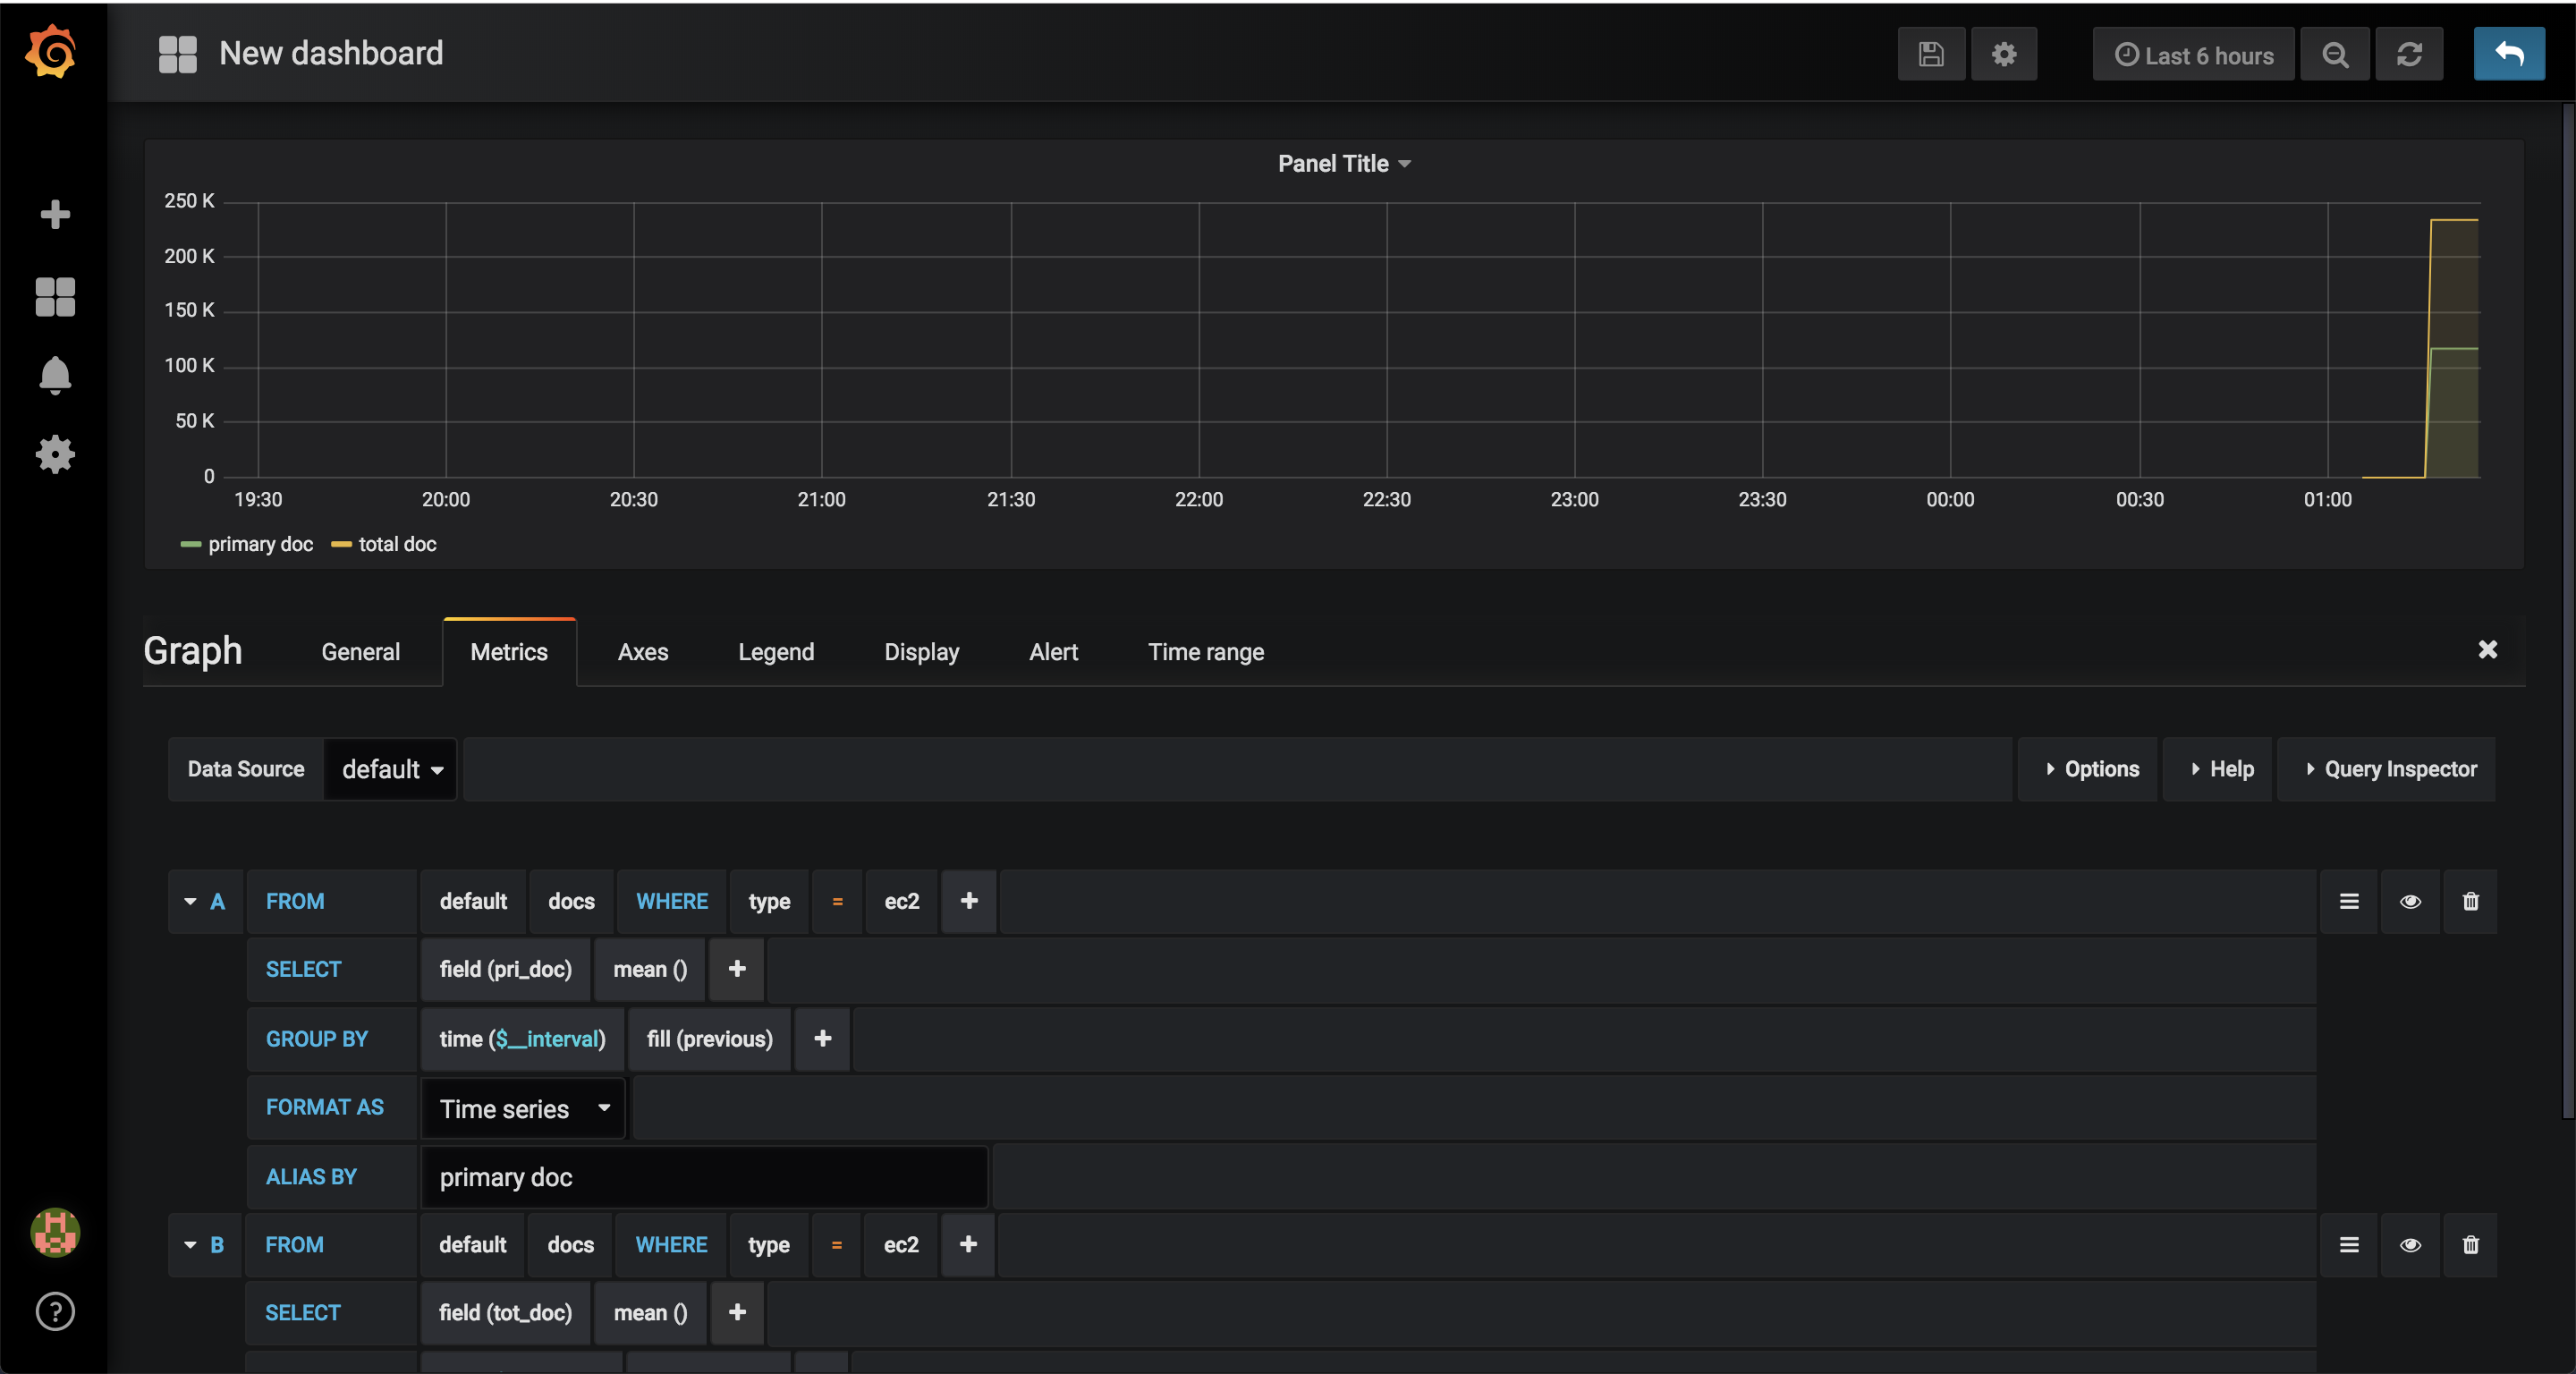 New dashboard
Last 6 hours
Panel Title
250 K
200 K
150 K
100 K
50 K
0
19:30 20:00 20:30 21:00 21:30 22:00 22:30 23:00 23:30 00:00 00:30 01:00
primary doc total doc
Graph General Metrics Axes Legend Display Alert Time range
Data Source default Options Help Query Inspector
A FROM default docs WHERE type = ec2 +
SELECT field (pri_doc) mean () +
GROUP BY time ($__interval) fill (previous) +
FORMAT AS Time series
ALIAS BY primary doc
B FROM default docs WHERE type = ec2 +
SELECT field (tot_doc) mean () +